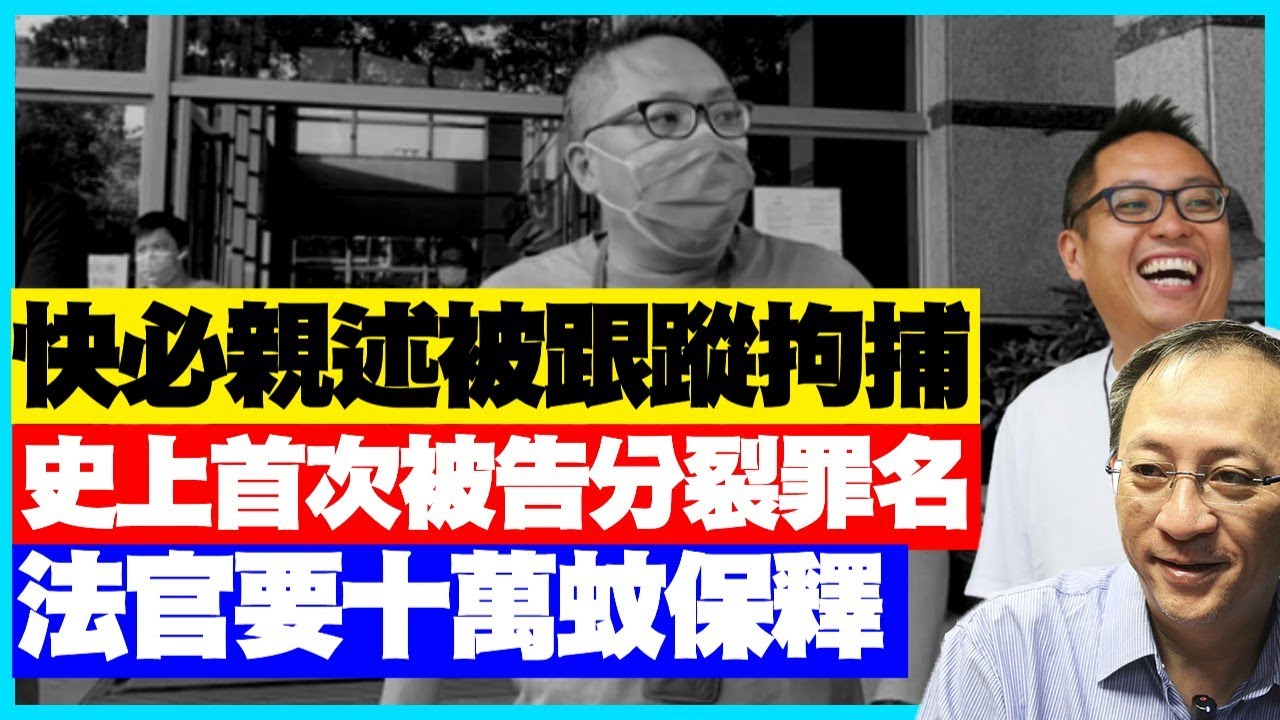 快必親述被跟蹤拘捕
史上首次被告分裂罪名
法官要十萬蚊保釋